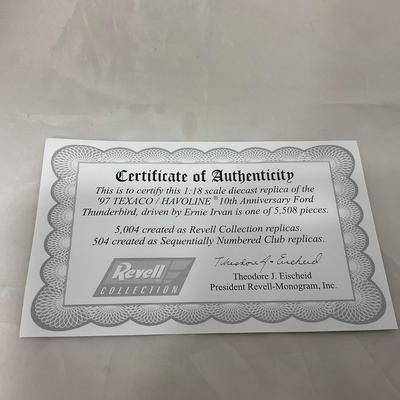 Certificate of Authenticity
This is to certify this 1:18 scale diecast replica of the
'97 TEXACO / HAVOLINE ® 10th Anniversary Ford
Thunderbird, driven by Ernie Irvan is one of 5,508 pieces.
5,004 created as Revell Collection replicas.
504 created as Sequentially Numbered Club replicas.
Revell
COLLECTION
Theodore J. Eischeid
Theodore J. Eischeid
President Revell-Monogram, Inc.